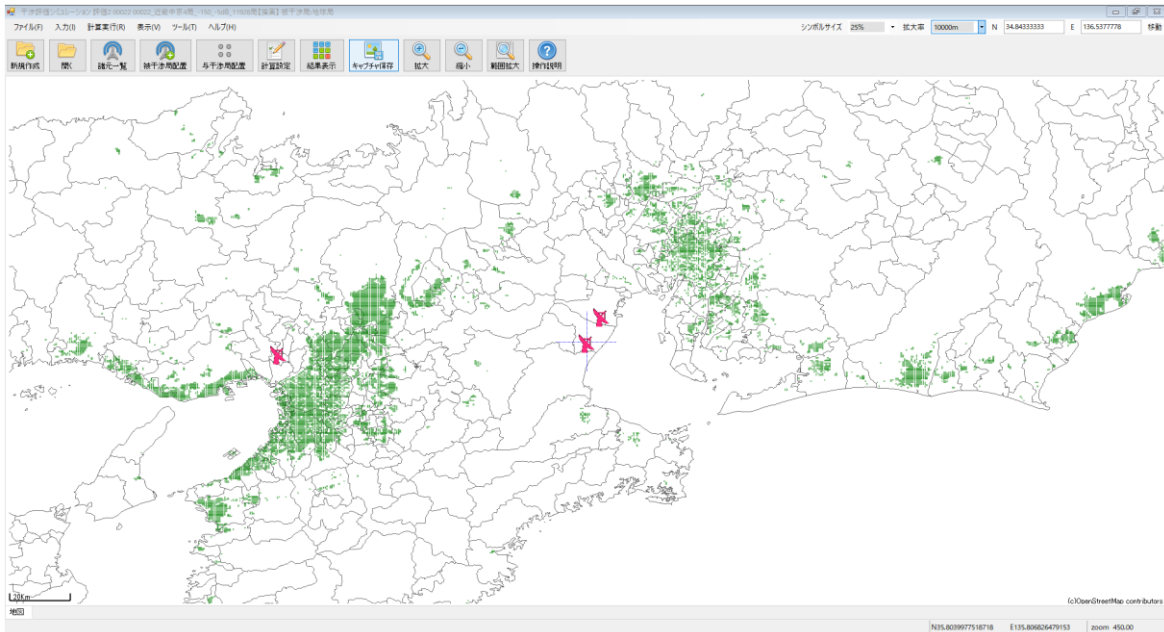 ファイル(F) 入力(I) 計算実行(R) 表示(V) ツール(T) ヘルプ(H) シンボルサイズ 25% 拡大率 10000m N 34.84333333 E 136.5377778 移動
新規作成 開く 諸元一覧 被干渉局配置 与干渉局配置 計算設定 結果表示 キャプチャ保存 拡大 縮小 範囲拡大 操作説明
20Km
(c)OpenStreetMap contributors
地図
N35.8039977518718 E135.806826479153 zoom 450.00